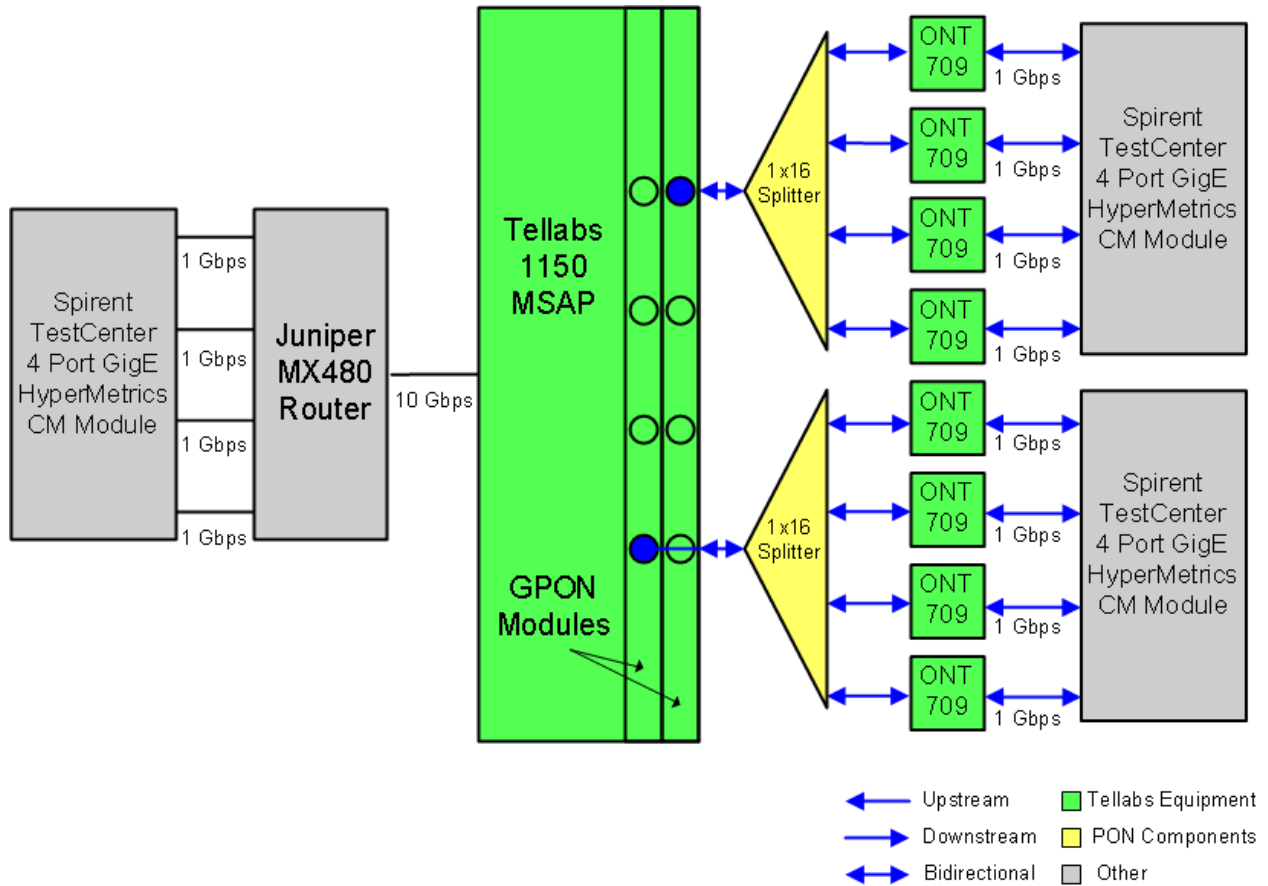 Spirent
TestCenter
4 Port GigE
HyperMetrics
CM Module
1 Gbps
1 Gbps
1 Gbps
1 Gbps
Juniper
MX480
Router
10 Gbps
Tellabs
1150
MSAP
GPON
Modules
1x16
Splitter
1x16
Splitter
ONT
709
1 Gbps
ONT
709
1 Gbps
ONT
709
1 Gbps
ONT
709
1 Gbps
Spirent
TestCenter
4 Port GigE
HyperMetrics
CM Module
ONT
709
1 Gbps
ONT
709
1 Gbps
ONT
709
1 Gbps
ONT
709
1 Gbps
Spirent
TestCenter
4 Port GigE
HyperMetrics
CM Module
Upstream
Downstream
Bidirectional
Tellabs Equipment
PON Components
Other